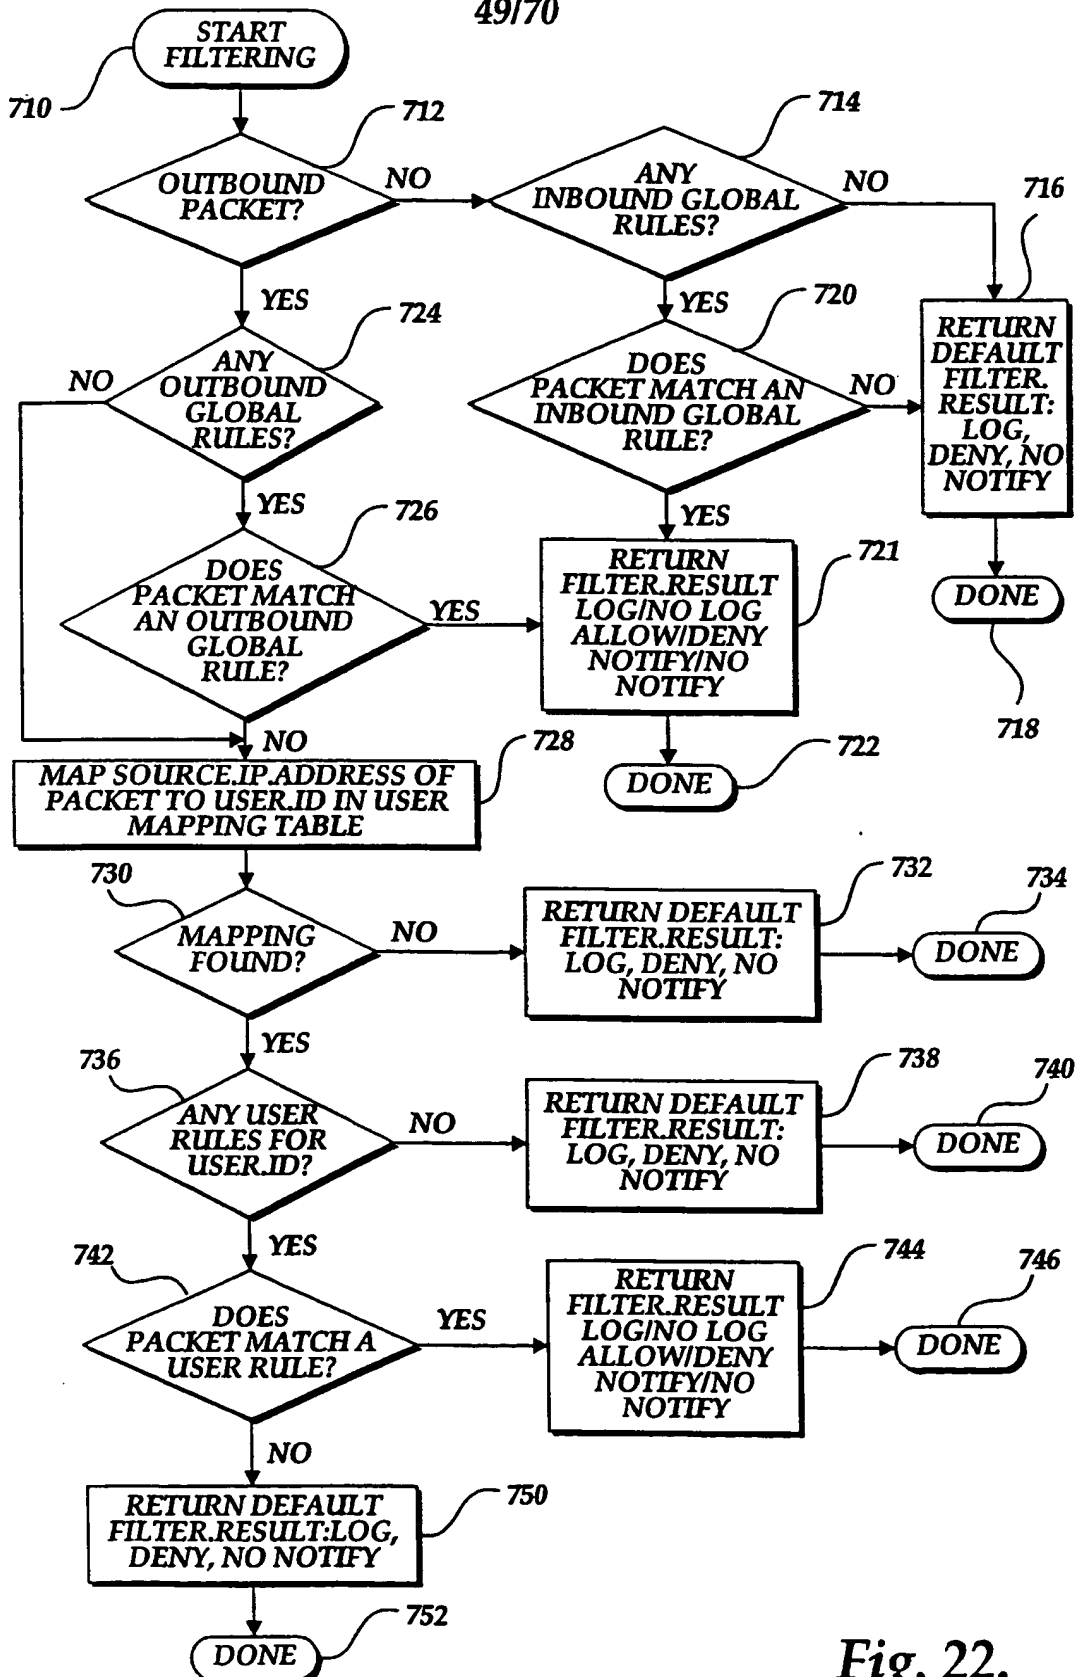 49/70
START
FILTERING
710
712
OUTBOUND
PACKET?
NO
714
ANY
INBOUND GLOBAL
RULES?
NO
716
YES
YES
724
ANY
OUTBOUND
GLOBAL
RULES?
NO
720
DOES
PACKET MATCH AN
INBOUND GLOBAL
RULE?
NO
RETURN
DEFAULT
FILTER.
RESULT:
LOG,
DENY, NO
NOTIFY
YES
YES
726
DOES
PACKET MATCH
AN OUTBOUND
GLOBAL
RULE?
YES
RETURN
FILTER.RESULT
LOG/NO LOG
ALLOW/DENY
NOTIFY/NO
NOTIFY
721
DONE
718
NO
728
MAP SOURCE.IP.ADDRESS OF
PACKET TO USER.ID IN USER
MAPPING TABLE
DONE
722
730
MAPPING
FOUND?
NO
RETURN DEFAULT
FILTER.RESULT:
LOG, DENY, NO
NOTIFY
732
DONE
734
YES
736
ANY USER
RULES FOR
USER.ID?
NO
RETURN DEFAULT
FILTER.RESULT:
LOG, DENY, NO
NOTIFY
738
DONE
740
YES
742
DOES
PACKET MATCH A
USER RULE?
YES
RETURN
FILTER.RESULT
LOG/NO LOG
ALLOW/DENY
NOTIFY/NO
NOTIFY
744
DONE
746
NO
RETURN DEFAULT
FILTER.RESULT:LOG,
DENY, NO NOTIFY
750
DONE
752
Fig. 22.